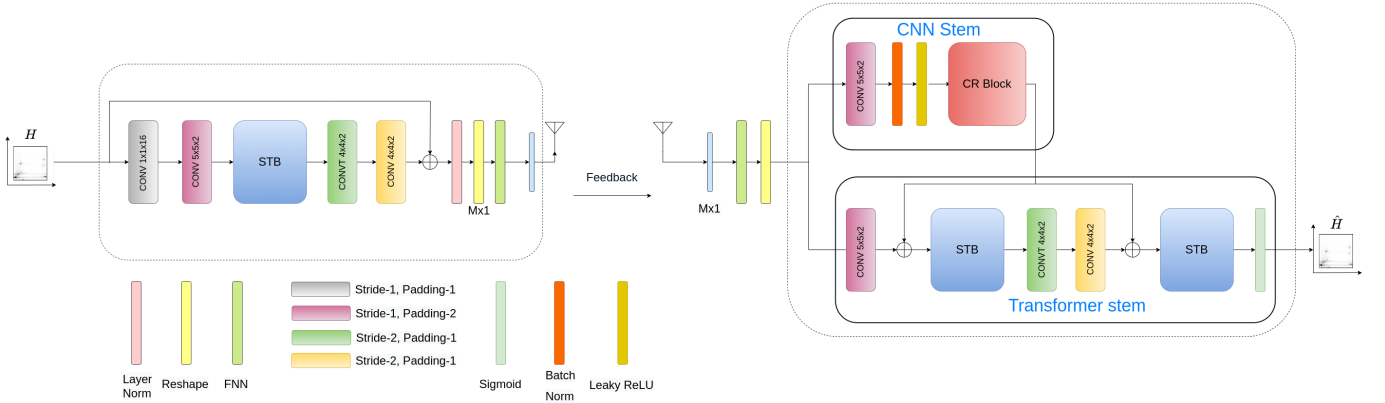 H
CONV 1x1x16
CONV 5x5x2
STB
CONVT 4x4x2
CONV 4x4x2
Mx1
Feedback
Mx1
CNN Stem
CONV 5x5x2
CR Block
CONV 5x5x2
STB
CONVT 4x4x2
CONV 4x4x2
STB
Transformer stem
Ĥ
Layer
Norm
Reshape
FNN
Stride-1, Padding-1
Stride-1, Padding-2
Stride-2, Padding-1
Stride-2, Padding-1
Sigmoid
Batch
Norm
Leaky ReLU